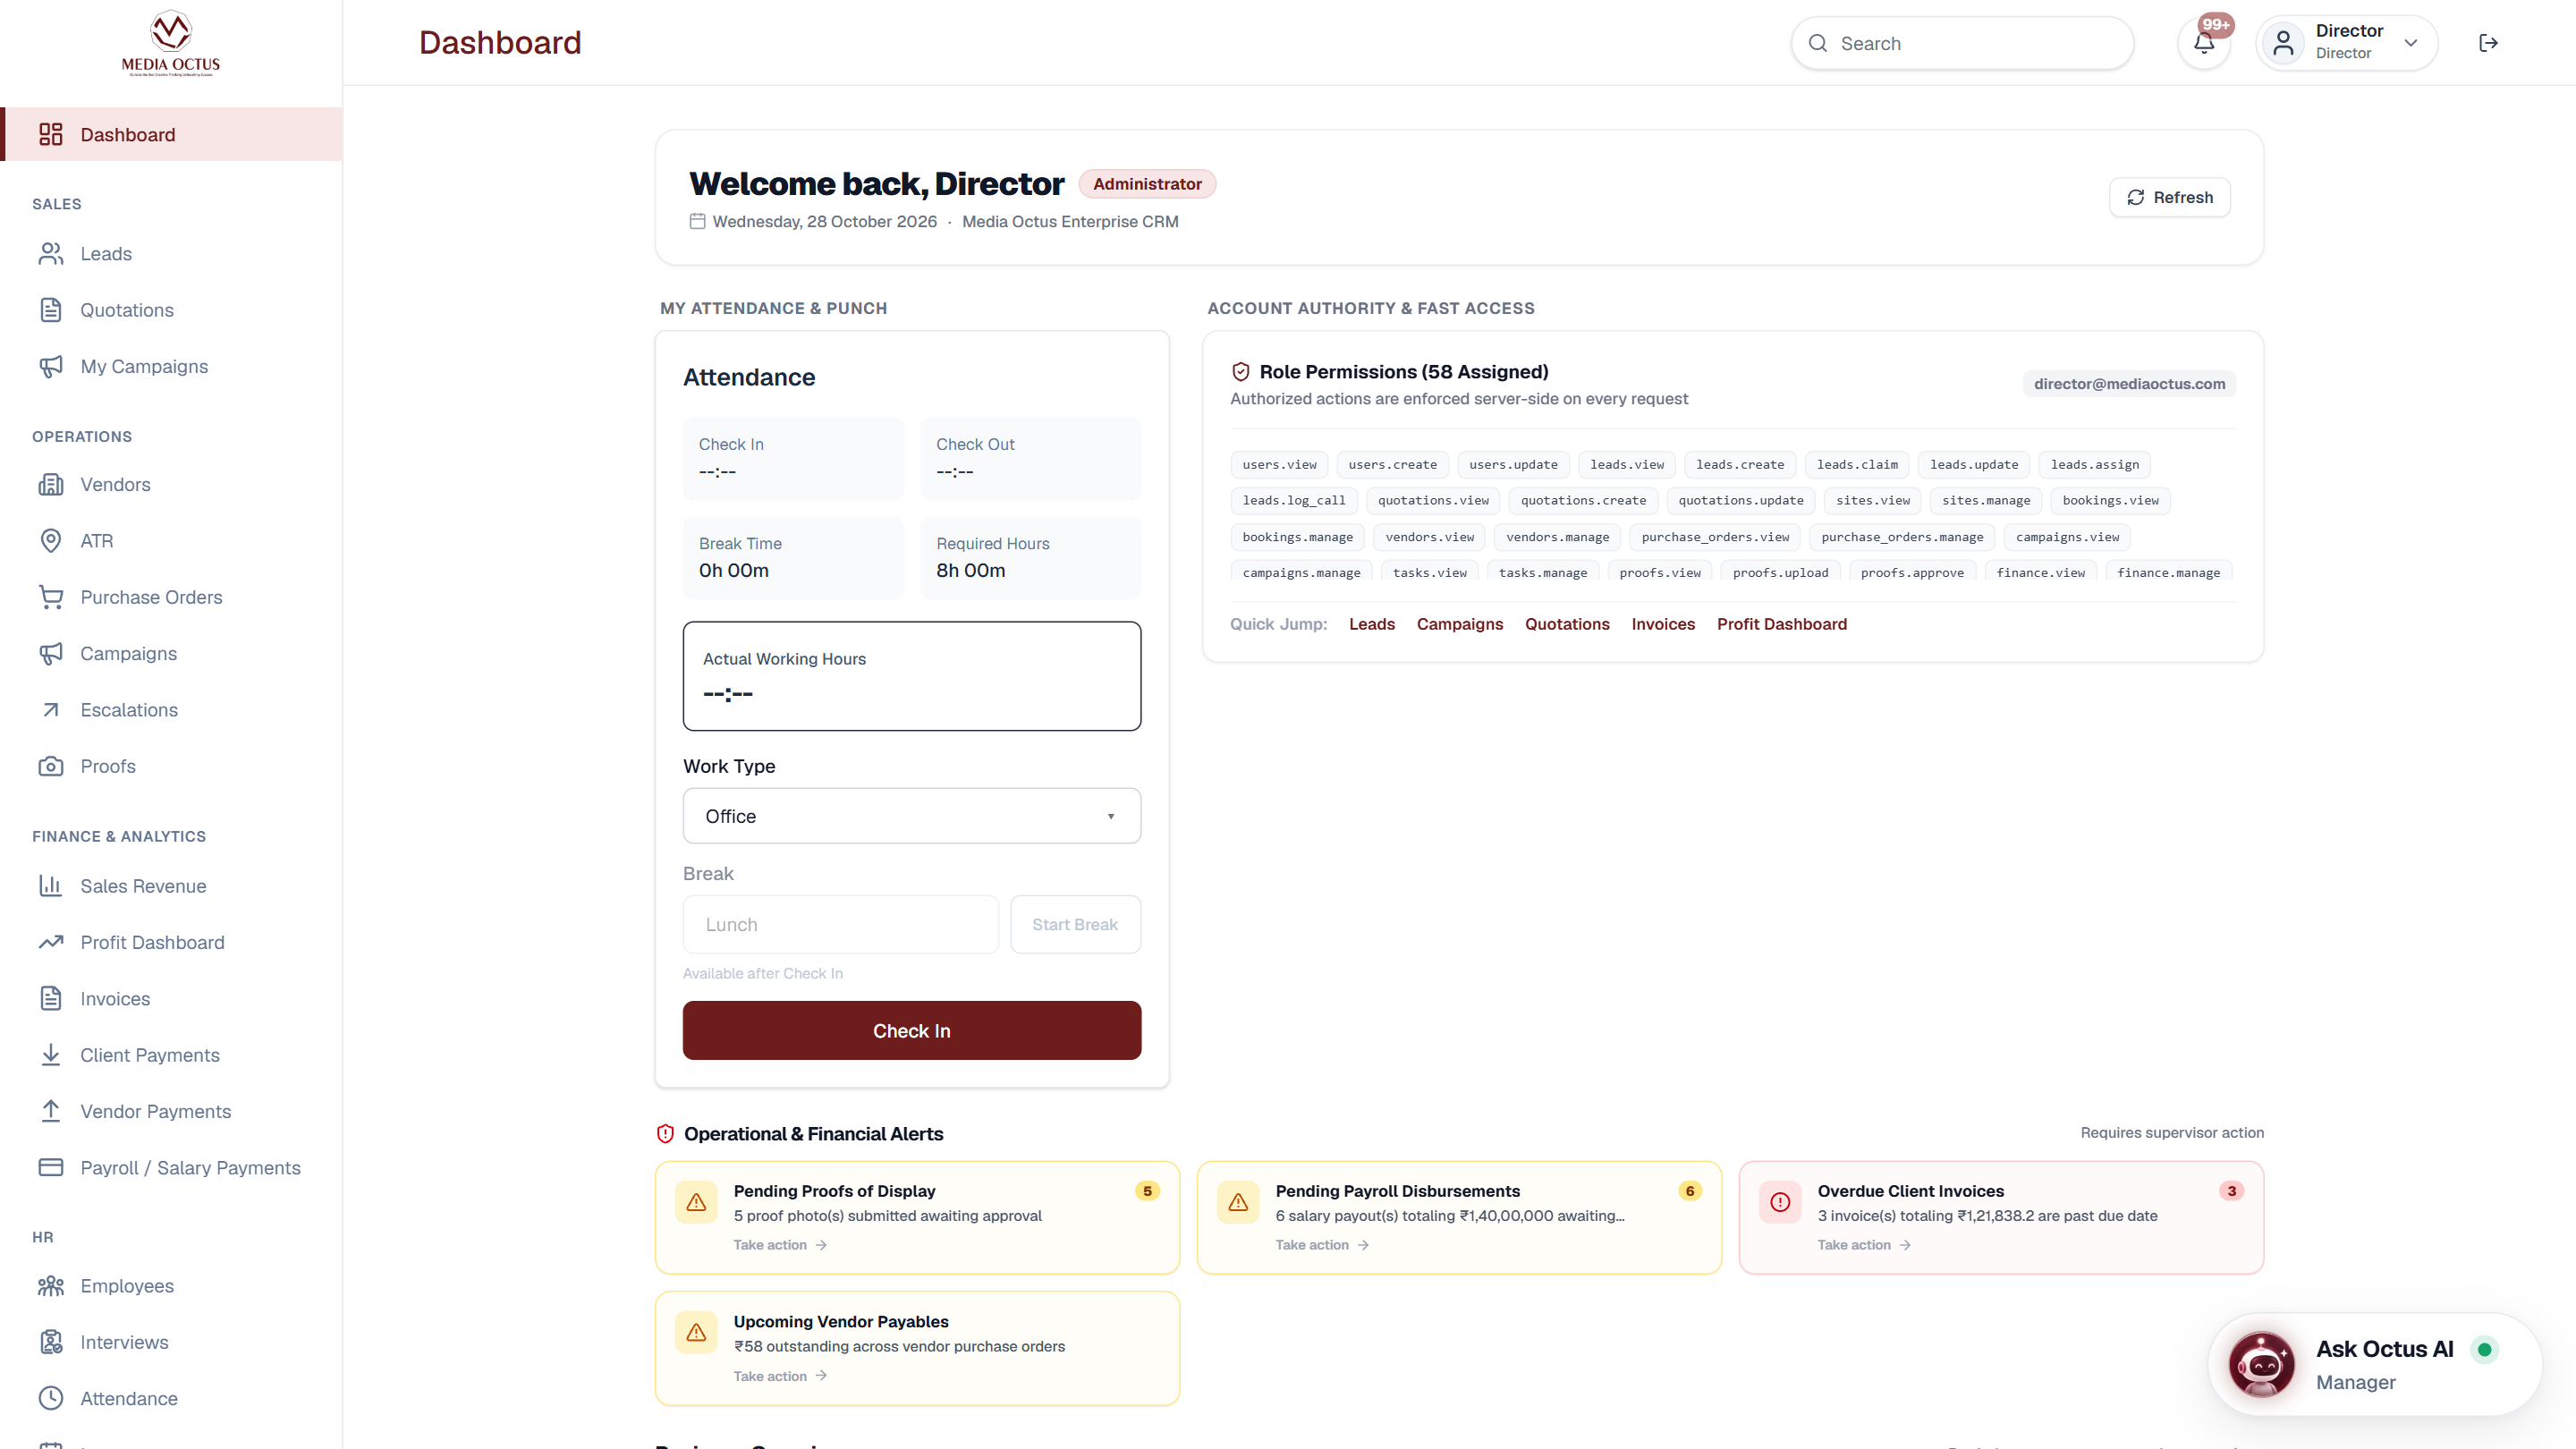 MEDIA OCTUS
Dashboard
Search
99+
Director
Director
Dashboard
SALES
Leads
Quotations
My Campaigns
OPERATIONS
Vendors
ATR
Purchase Orders
Campaigns
Escalations
Proofs
FINANCE & ANALYTICS
Sales Revenue
Profit Dashboard
Invoices
Client Payments
Vendor Payments
Payroll / Salary Payments
HR
Employees
Interviews
Attendance
Welcome back, Director Administrator
Wednesday, 28 October 2026 · Media Octus Enterprise CRM
Refresh
MY ATTENDANCE & PUNCH
Attendance
Check In
--:--
Check Out
--:--
Break Time
0h 00m
Required Hours
8h 00m
Actual Working Hours
--:--
Work Type
Office
Break
Lunch
Start Break
Available after Check In
Check In
ACCOUNT AUTHORITY & FAST ACCESS
Role Permissions (58 Assigned)
Authorized actions are enforced server-side on every request
director@mediaoctus.com
users.view users.create users.update leads.view leads.create leads.claim leads.update leads.assign
leads.log_call quotations.view quotations.create quotations.update sites.view sites.manage bookings.view
bookings.manage vendors.view vendors.manage purchase_orders.view purchase_orders.manage campaigns.view
campaigns.manage tasks.view tasks.manage proofs.view proofs.upload proofs.approve finance.view finance.manage
Quick Jump: Leads Campaigns Quotations Invoices Profit Dashboard
Operational & Financial Alerts
Requires supervisor action
Pending Proofs of Display
5
5 proof photo(s) submitted awaiting approval
Take action
Pending Payroll Disbursements
6
6 salary payout(s) totaling ₹1,40,00,000 awaiting...
Take action
Overdue Client Invoices
3
3 invoice(s) totaling ₹1,21,838.2 are past due date
Take action
Upcoming Vendor Payables
₹58 outstanding across vendor purchase orders
Take action
Ask Octus AI
Manager